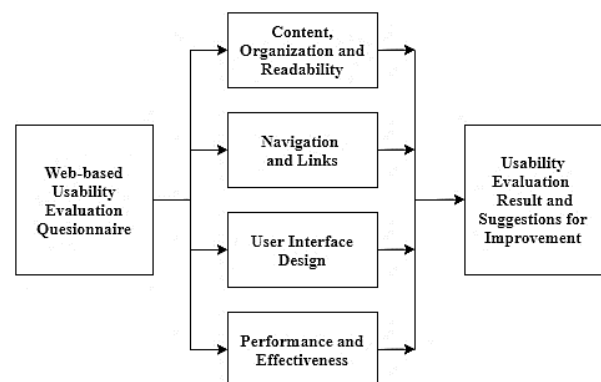 Web-based
Usability
Evaluation
Quesionnaire
Content,
Organization and
Readability
Navigation
and Links
User Interface
Design
Performance and
Effectiveness
Usability
Evaluation
Result and
Suggestions for
Improvement